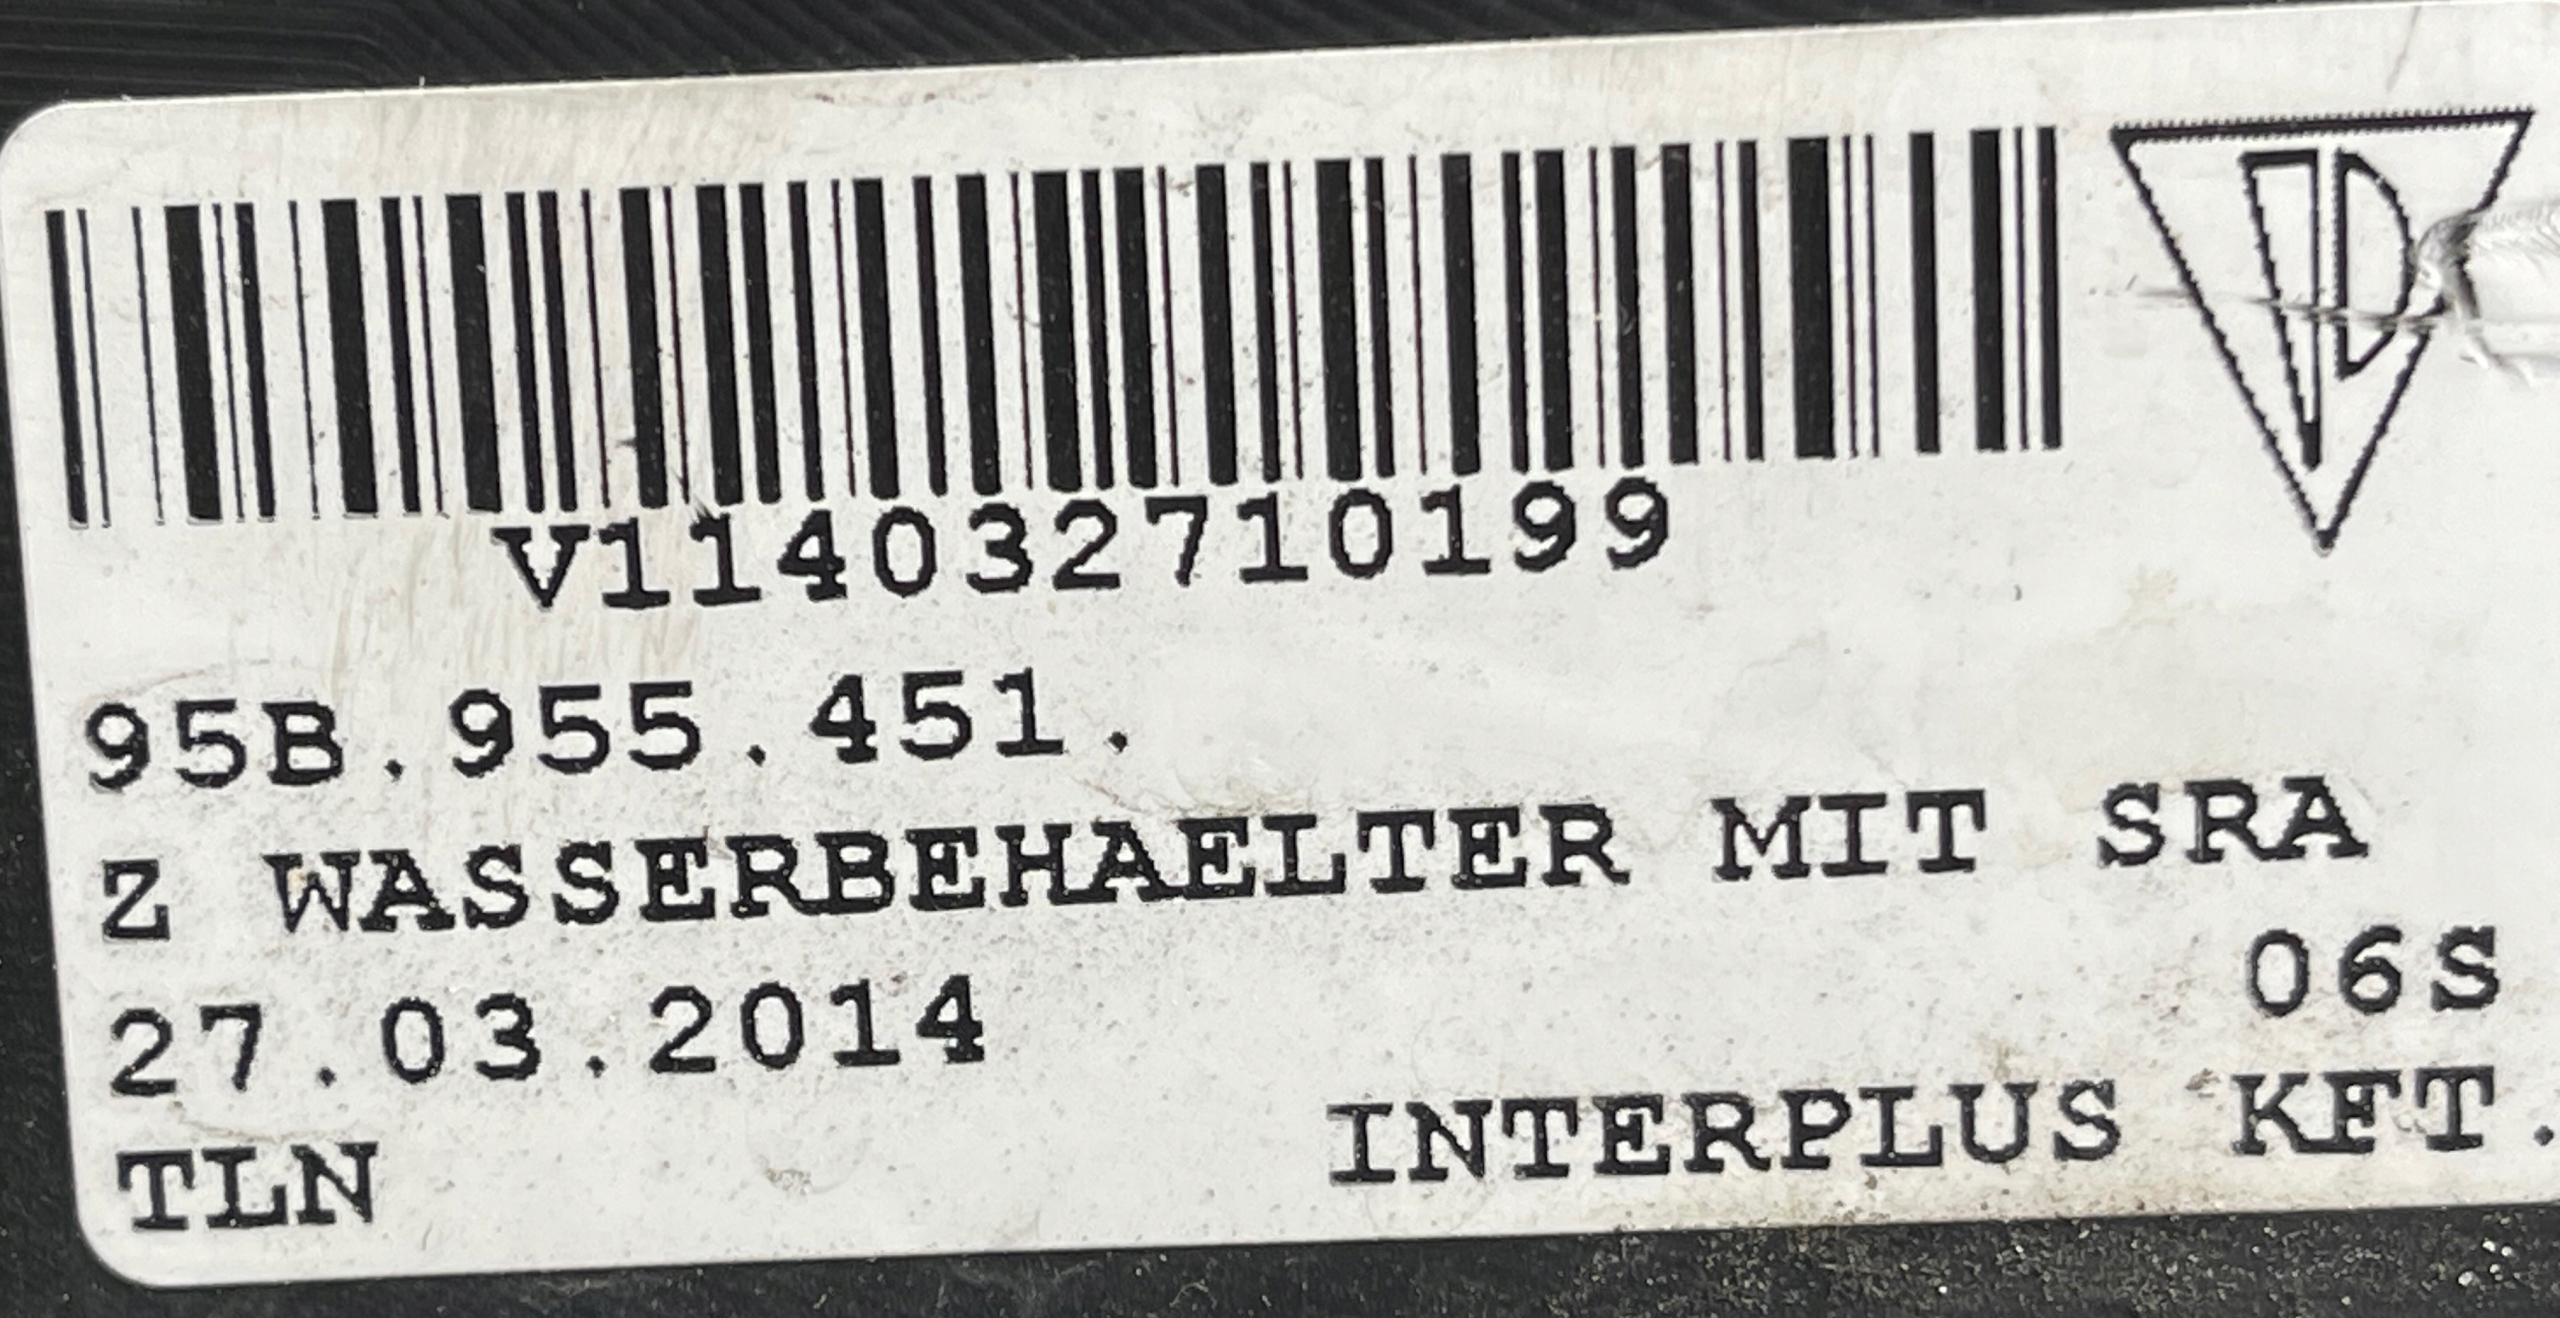 V114032710199
95B.955.451.
Z WASSERBEHAELTER MIT SRA
06S
27.03.2014
INTERPLUS KFT.
TLN